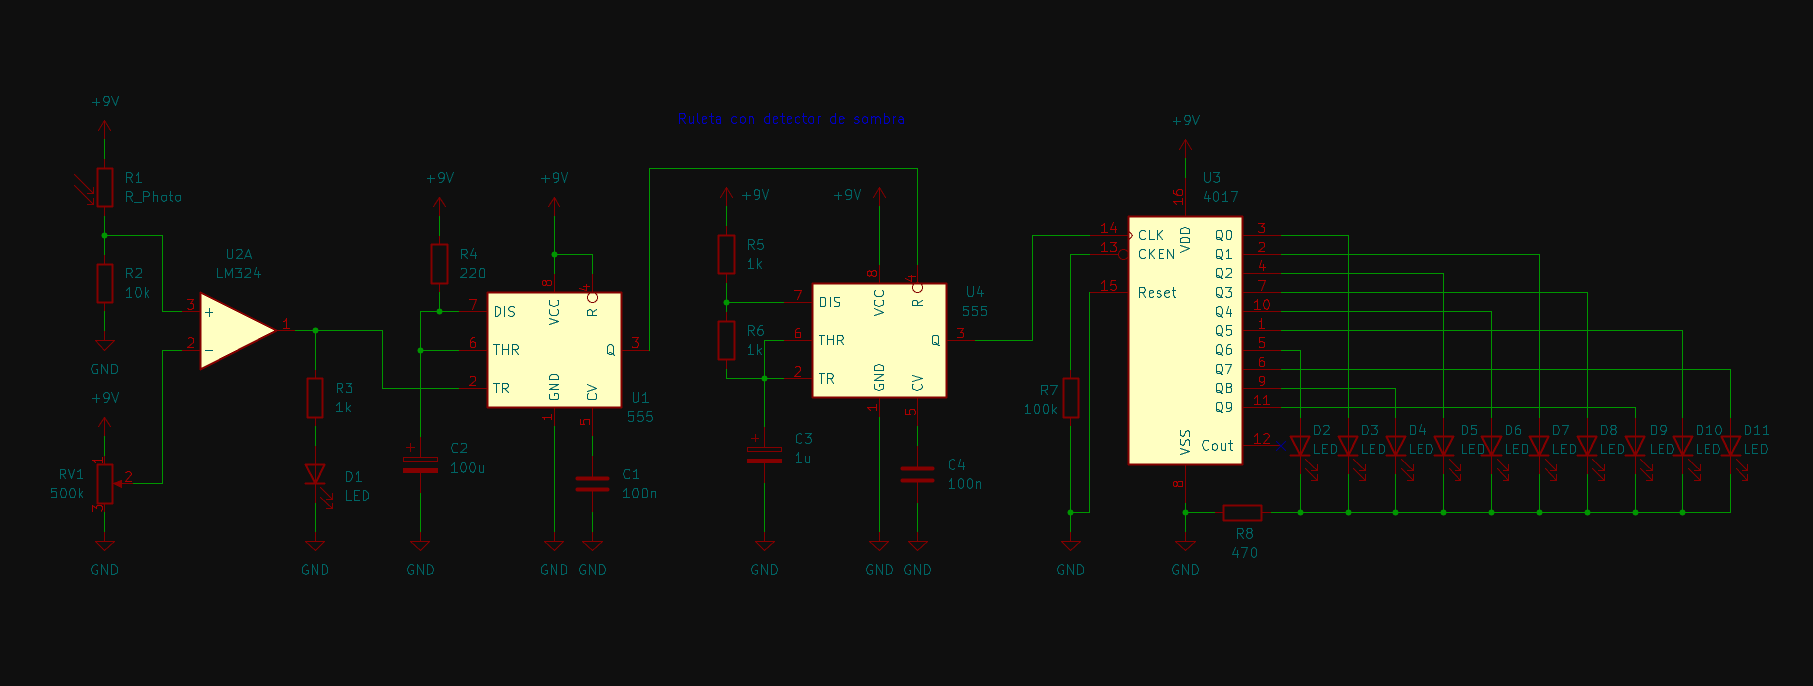 Ruleta con detector de sombra
+9V
R1
R_Photo
R2
10k
GND
+9V
RV1
500k
1
2
3
GND
U2A
LM324
3
+
2
−
1
R3
1k
D1
LED
GND
+9V
R4
220
C2
100u
GND
+9V
8
4
7
DIS
VCC
R
6
THR
Q
3
2
TR
GND
CV
1
5
U1
555
C1
100n
GND
GND
+9V
R5
1k
R6
1k
C3
1u
GND
+9V
8
4
U4
555
7
DIS
VCC
R
6
THR
Q
3
2
TR
GND
CV
1
5
C4
100n
GND
GND
+9V
16
U3
4017
14
CLK
VDD
Q0
3
13
CKEN
Q1
2
Q2
4
15
Reset
Q3
7
Q4
10
Q5
1
Q6
5
Q7
6
Q8
9
Q9
11
VSS
Cout
12
8
R7
100k
GND
R8
470
GND
D2
LED
D3
LED
D4
LED
D5
LED
D6
LED
D7
LED
D8
LED
D9
LED
D10
LED
D11
LED